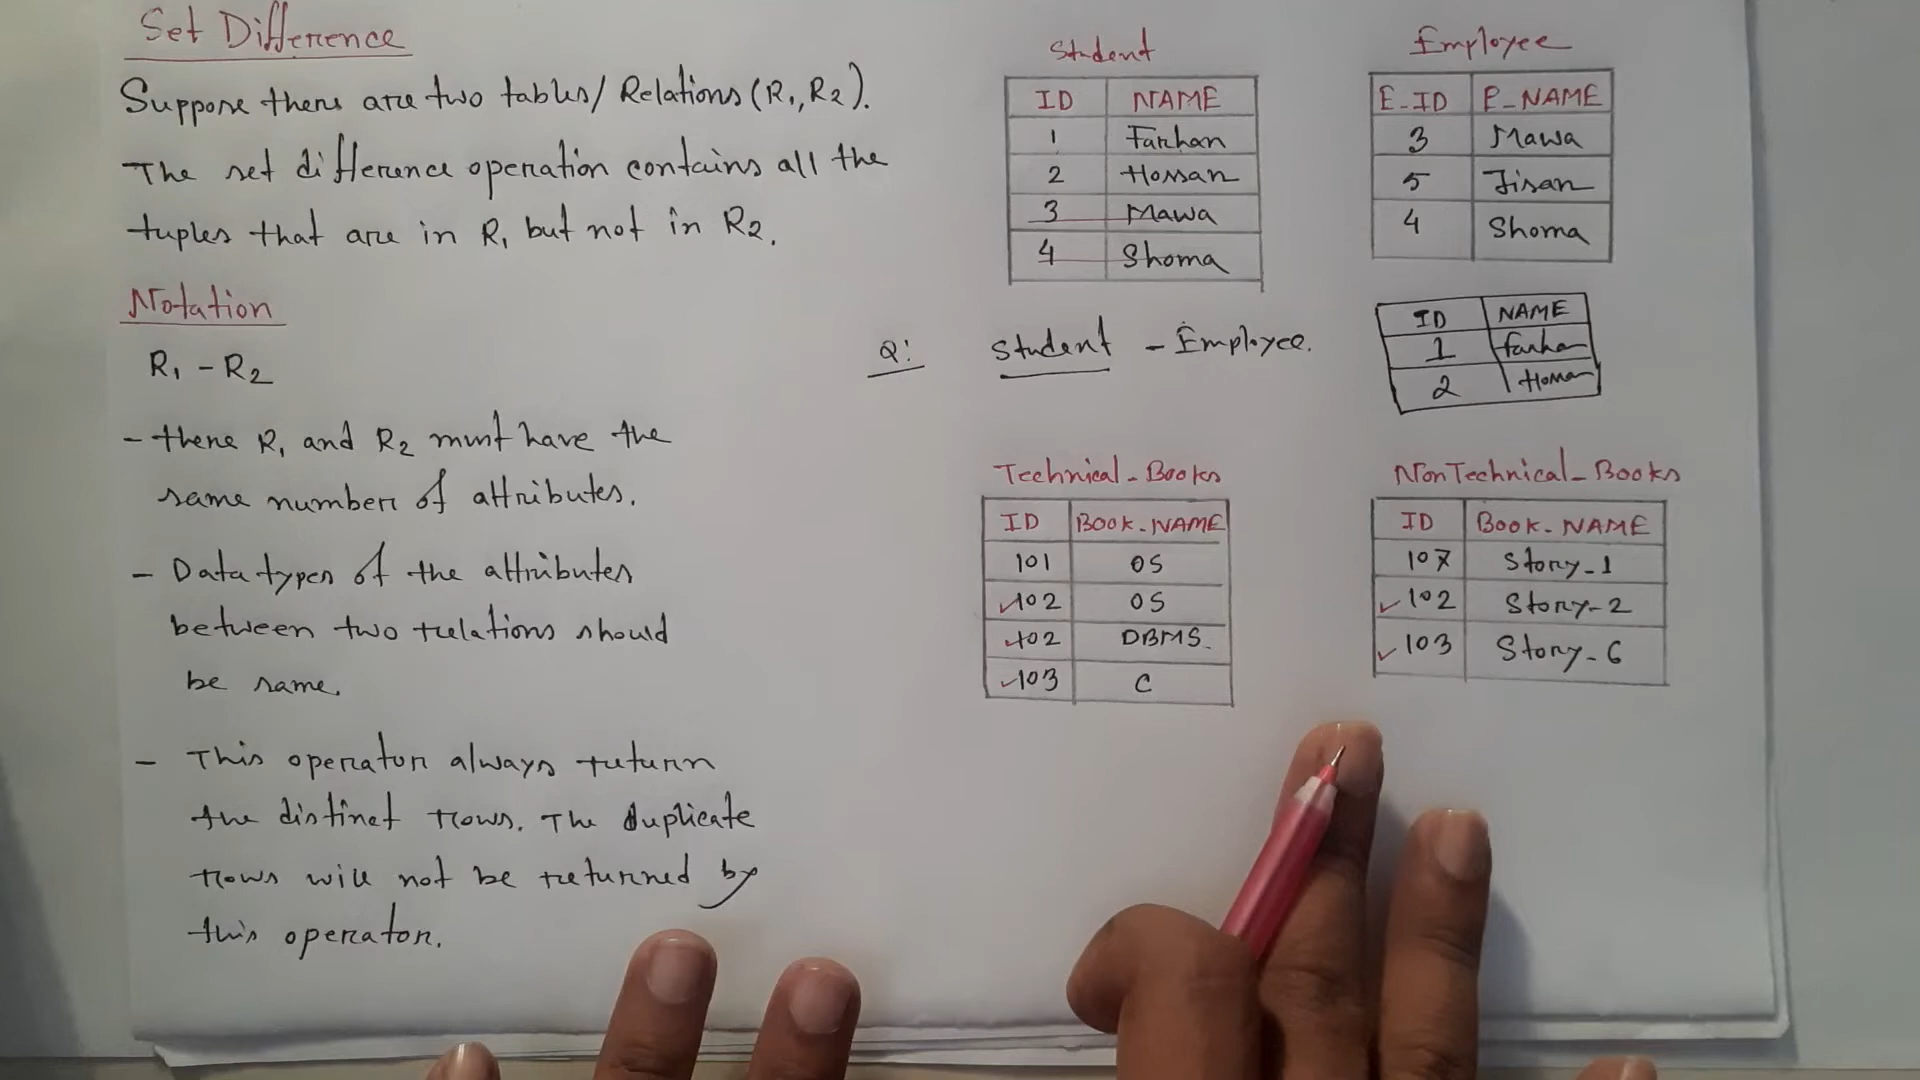 Set Difference
Suppose there are two tables/ Relations (R1, R2).
The set difference operation contains all the
tuples that are in R1 but not in R2.
Notation
R1 - R2
- there R1 and R2 must have the
same number of attributes.
- Data types of the attributes
between two relations should
be same.
- This operator always return
the distinct rows. The duplicate
rows will not be returned by
this operator.
Student
ID NAME
1 Farhan
2 Hossan
3 Mawa
4 Shoma
Employee
E_ID E_NAME
3 Mawa
5 Jisan
4 Shoma
Q: Student - Employee.
ID NAME
1 Farhan
2 Hossan
Technical_Books
ID BOOK_NAME
101 OS
102 OS
102 DBMS
103 C
NonTechnical_Books
ID BOOK_NAME
107 Story_1
102 Story_2
103 Story_6